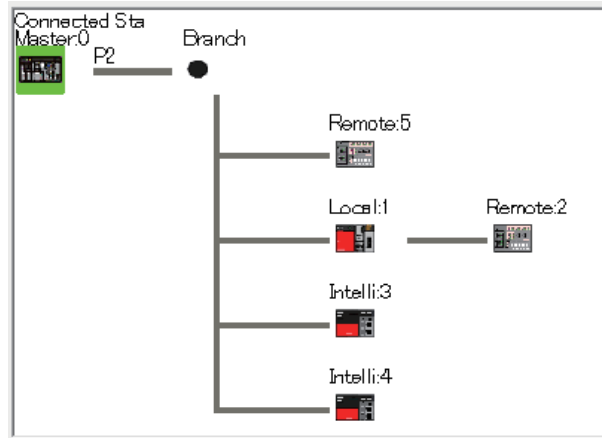 Connected Sta
Master:0
P2
Branch
Remote:5
Local:1
Remote:2
Intelli:3
Intelli:4